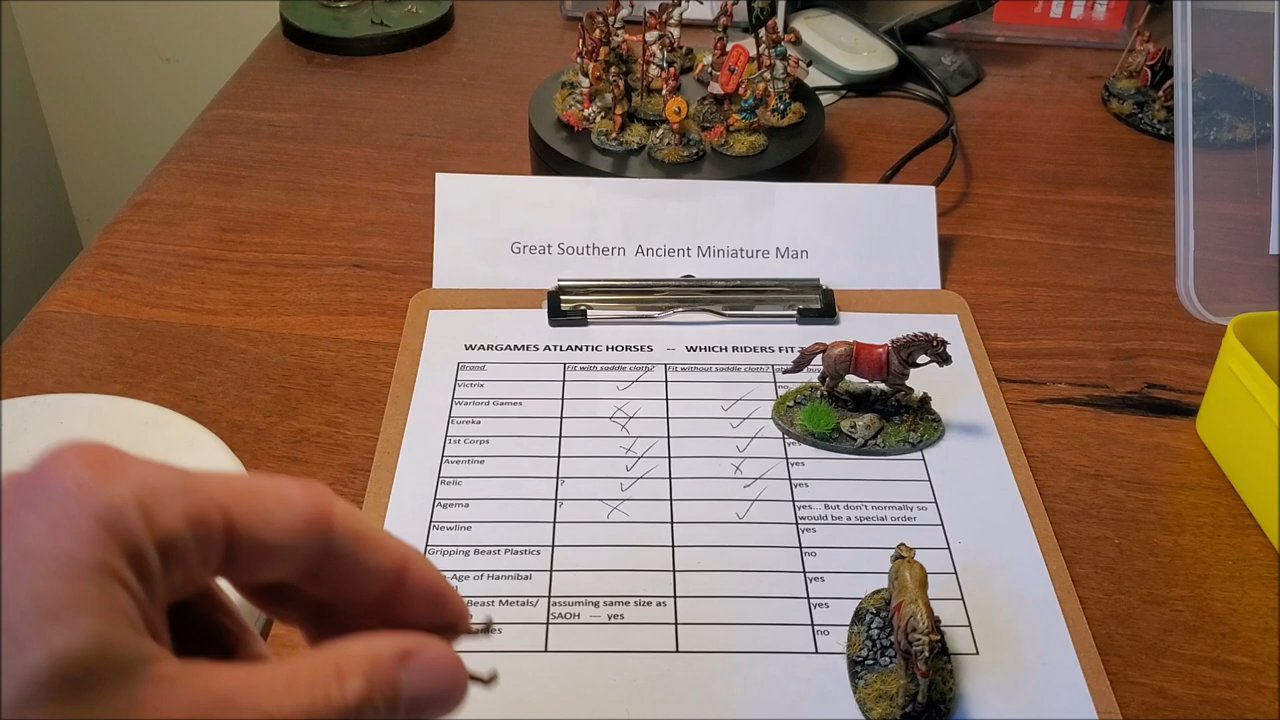 Great Southern Ancient Miniature Man
WARGAMES ATLANTIC HORSES -- WHICH RIDERS FIT
Brand Fit with saddle cloth? Fit without saddle cloth? buy
Victrix no
Warlord Games
Eureka
1st Corps yes
Aventine yes
Relic ? yes
Agema ? yes... But don't normally so
would be a special order
Newline yes
Gripping Beast Plastics no
-Age of Hannibal yes
Beast Metals/ assuming same size as yes
SAOH --- yes
no